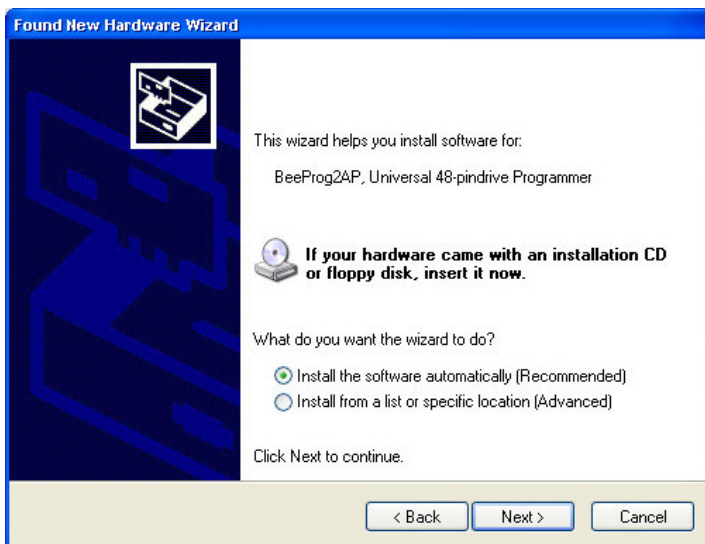 Found New Hardware Wizard
This wizard helps you install software for:
BeeProg2AP, Universal 48-pindrive Programmer
If your hardware came with an installation CD
or floppy disk, insert it now.
What do you want the wizard to do?
Install the software automatically (Recommended)
Install from a list or specific location (Advanced)
Click Next to continue.
< Back
Next >
Cancel